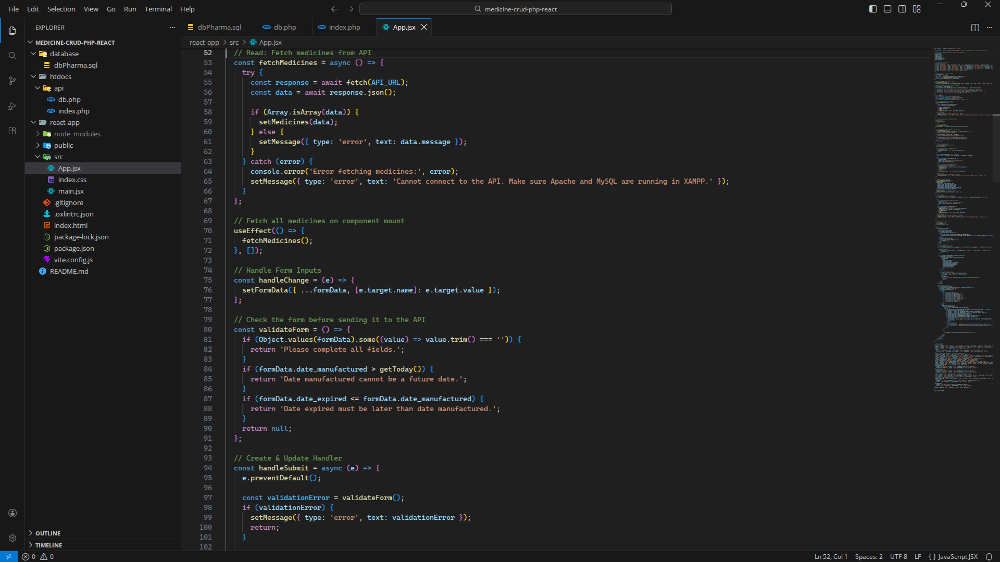 File Edit Selection View Go Run Terminal Help
medicine-crud-php-react
EXPLORER
MEDICINE-CRUD-PHP-REACT
database
dbPharma.sql
htdocs
api
db.php
index.php
react-app
node_modules
public
src
App.jsx
index.css
main.jsx
.gitignore
.oxlintrc.json
index.html
package-lock.json
package.json
vite.config.js
README.md
OUTLINE
TIMELINE
dbPharma.sql db.php index.php App.jsx
react-app > src > App.jsx
52 // Read: Fetch medicines from API
53 const fetchMedicines = async () => {
54 try {
55 const response = await fetch(API_URL);
56 const data = await response.json();
57
58 if (Array.isArray(data)) {
59 setMedicines(data);
60 } else {
61 setMessage({ type: 'error', text: data.message });
62 }
63 } catch (error) {
64 console.error('Error fetching medicines:', error);
65 setMessage({ type: 'error', text: 'Cannot connect to the API. Make sure Apache and MySQL are running in XAMPP.' });
66 }
67 };
68
69 // Fetch all medicines on component mount
70 useEffect(() => {
71 fetchMedicines();
72 }, []);
73
74 // Handle Form Inputs
75 const handleChange = (e) => {
76 setFormData({ ...formData, [e.target.name]: e.target.value });
77 };
78
79 // Check the form before sending it to the API
80 const validateForm = () => {
81 if (Object.values(formData).some((value) => value.trim() === '')) {
82 return 'Please complete all fields.';
83 }
84 if (formData.date_manufactured > getToday()) {
85 return 'Date manufactured cannot be a future date.';
86 }
87 if (formData.date_expired <= formData.date_manufactured) {
88 return 'Date expired must be later than date manufactured.';
89 }
90 return null;
91 };
92
93 // Create & Update Handler
94 const handleSubmit = async (e) => {
95 e.preventDefault();
96
97 const validationError = validateForm();
98 if (validationError) {
99 setMessage({ type: 'error', text: validationError });
100 return;
101 }
102
0 0 Ln 52, Col 1 Spaces: 2 UTF-8 LF { } JavaScript JSX